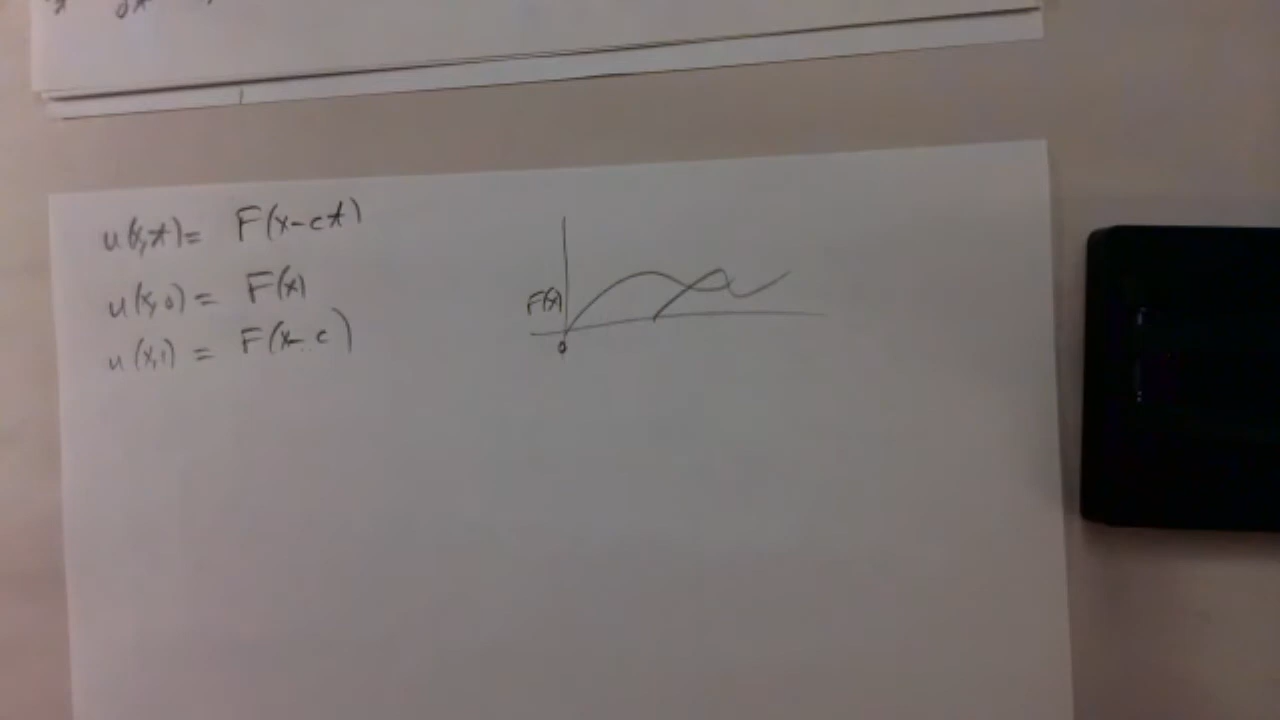 u(x,t) = F(x-ct)
u(x,0) = F(x)
u(x,1) = F(x-c)
F(x)
0